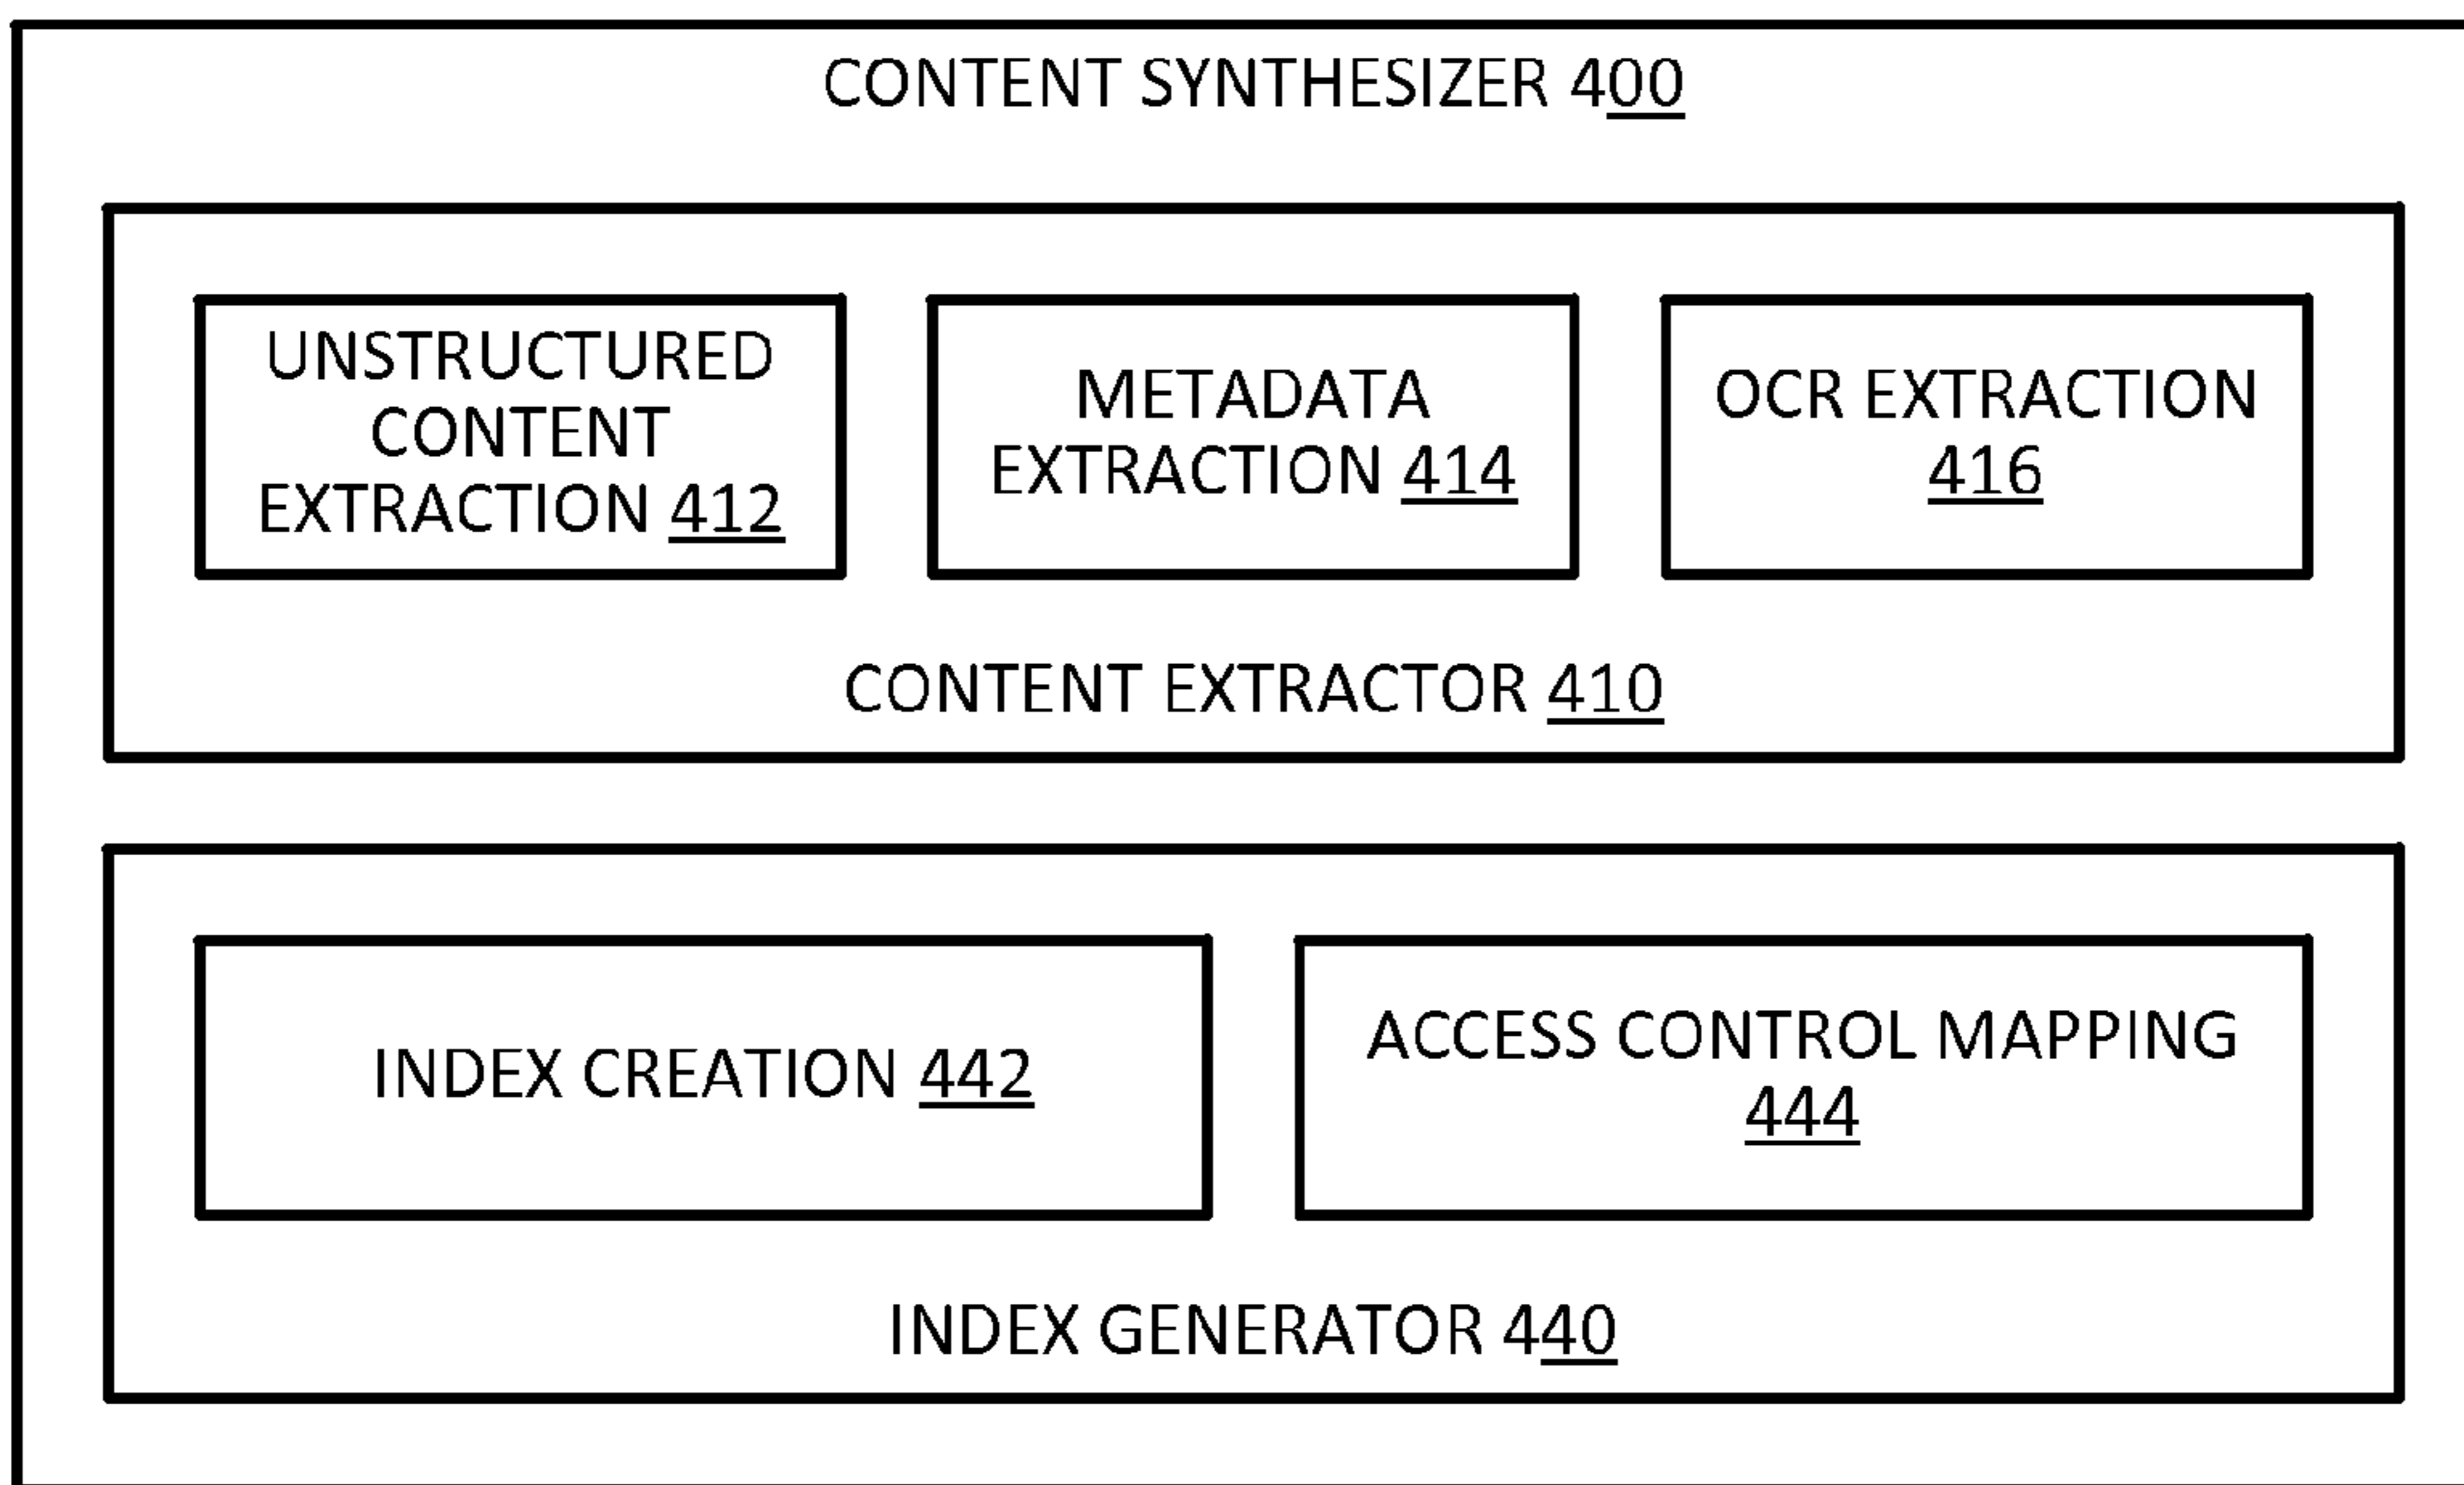 CONTENT SYNTHESIZER 400
UNSTRUCTURED
CONTENT
EXTRACTION 412
METADATA
EXTRACTION 414
OCR EXTRACTION
416
CONTENT EXTRACTOR 410
INDEX CREATION 442
ACCESS CONTROL MAPPING
444
INDEX GENERATOR 440